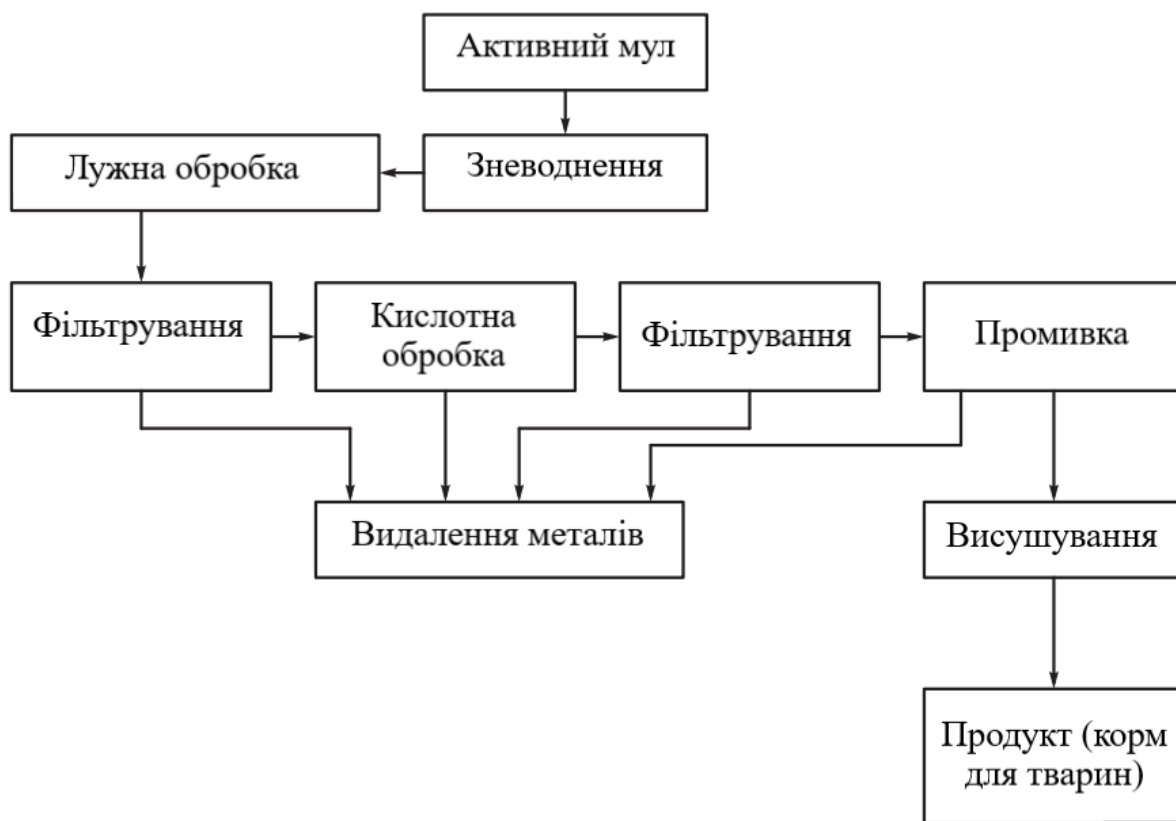 Активний мул
Зневоднення
Лужна обробка
Фільтрування
Кислотна
обробка
Фільтрування
Промивка
Видалення металів
Висушування
Продукт (корм
для тварин)